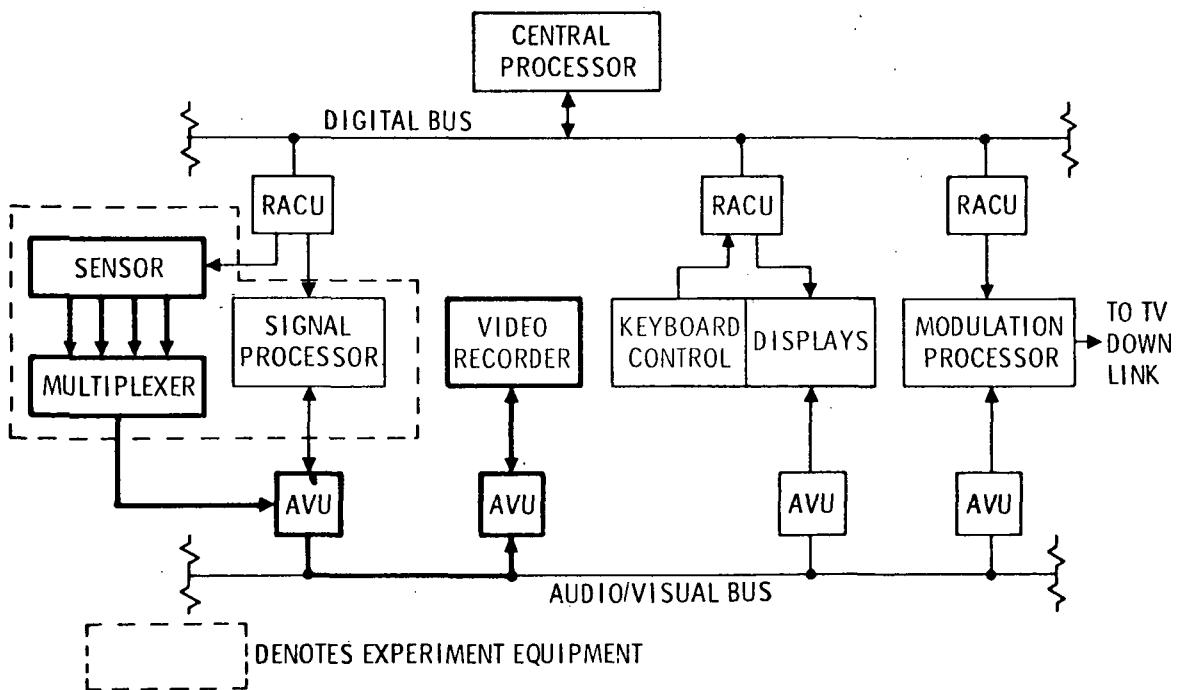 CENTRAL
PROCESSOR
DIGITAL BUS
RACU
RACU
RACU
SENSOR
SIGNAL
PROCESSOR
VIDEO
RECORDER
KEYBOARD
CONTROL
DISPLAYS
MODULATION
PROCESSOR
TO TV
DOWN
LINK
MULTIPLEXER
AVU
AVU
AVU
AVU
AUDIO/VISUAL BUS
DENOTES EXPERIMENT EQUIPMENT